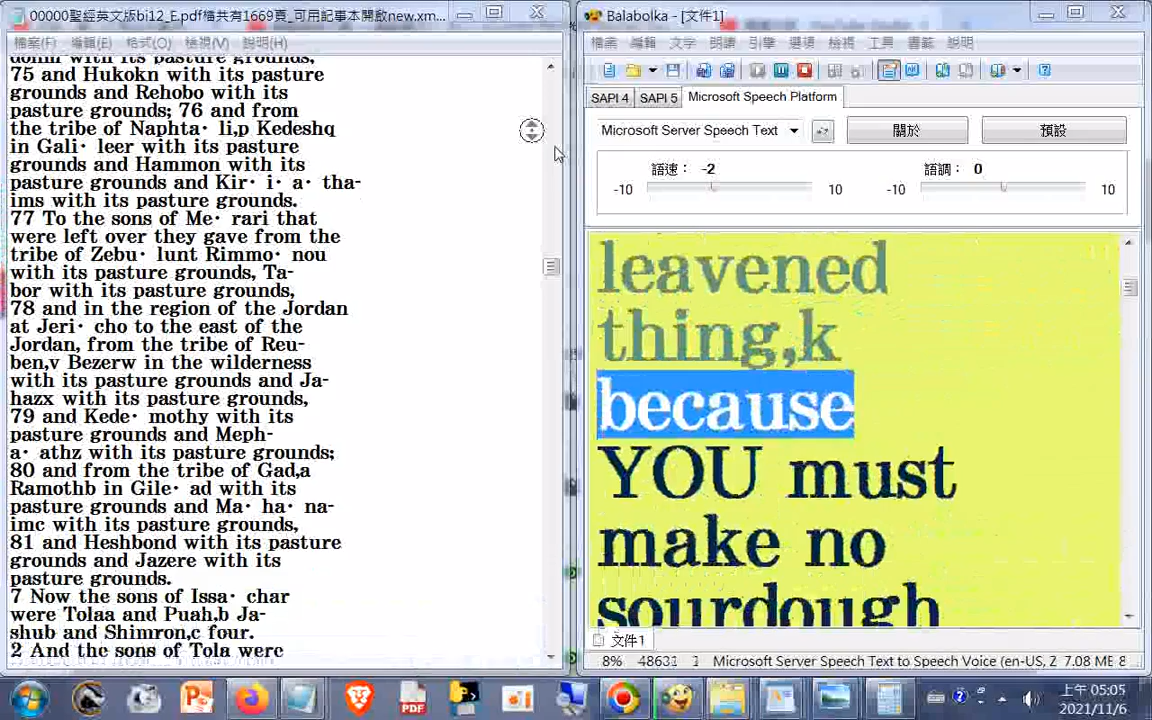 00000聖經英文版bi12_E.pdf檔共有1669頁_可用記事本開啟new.xm...
檔案(F) 編輯(E) 格式(O) 檢視(V) 說明(H)
75 and Hukokn with its pasture
grounds and Rehobo with its
pasture grounds; 76 and from
the tribe of Naphta· li,p Kedeshq
in Gali· leer with its pasture
grounds and Hammon with its
pasture grounds and Kir· i· a· tha-
ims with its pasture grounds.
77 To the sons of Me· rari that
were left over they gave from the
tribe of Zebu· lunt Rimmo· nou
with its pasture grounds, Ta-
bor with its pasture grounds,
78 and in the region of the Jordan
at Jeri· cho to the east of the
Jordan, from the tribe of Reu-
ben,v Bezerw in the wilderness
with its pasture grounds and Ja-
hazx with its pasture grounds,
79 and Kede· mothy with its
pasture grounds and Meph-
a· athz with its pasture grounds;
80 and from the tribe of Gad,a
Ramothb in Gile· ad with its
pasture grounds and Ma· ha· na-
imc with its pasture grounds,
81 and Heshbond with its pasture
grounds and Jazere with its
pasture grounds.
7 Now the sons of Issa· char
were Tolaa and Puah,b Ja-
shub and Shimron,c four.
2 And the sons of Tola were
Balabolka - [文件1]
檔案 編輯 文字 朗讀 引擎 選項 檢視 工具 書籤 說明
SAPI 4 SAPI 5 Microsoft Speech Platform
Microsoft Server Speech Text 關於 預設
語速： -2 語調： 0
-10 10 -10 10
leavened
thing,k
because
YOU must
make no
sourdough
文件1
8% 48631 1 Microsoft Server Speech Text to Speech Voice (en-US, 2 7.08 MB 8
PDF
上午 05:05
2021/11/6